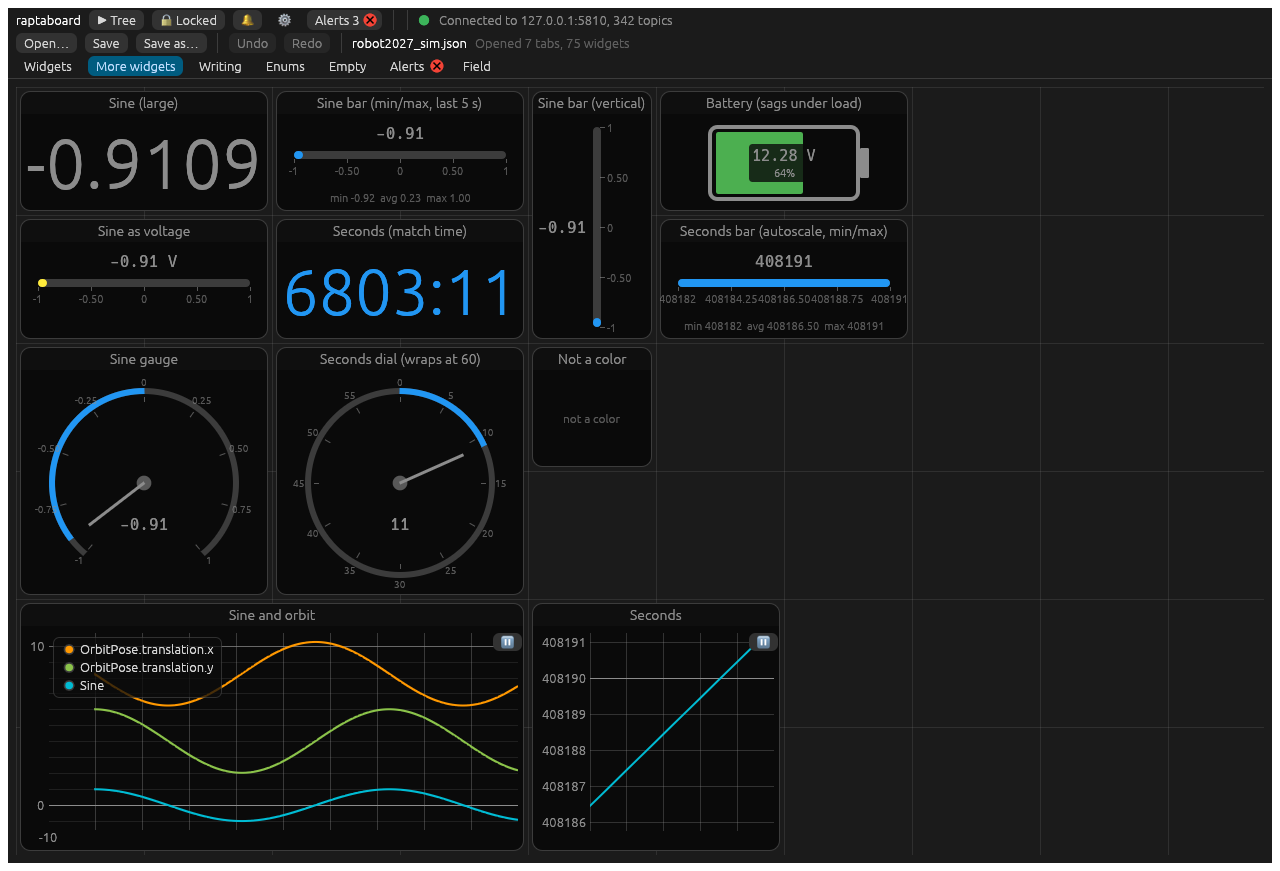 raptaboard ▶ Tree 🔒 Locked 🔔 ⚙ Alerts 3 Connected to 127.0.0.1:5810, 342 topics
Open… Save Save as… Undo Redo robot2027_sim.json Opened 7 tabs, 75 widgets
Widgets More widgets Writing Enums Empty Alerts Field
Sine (large)
-0.9109
Sine bar (min/max, last 5 s)
-0.91
-1 -0.50 0 0.50 1
min -0.92 avg 0.23 max 1.00
Sine bar (vertical)
1
0.50
-0.91
0
-0.50
-1
Battery (sags under load)
12.28 V
64%
Sine as voltage
-0.91 V
-1 -0.50 0 0.50 1
Seconds (match time)
6803:11
Seconds bar (autoscale, min/max)
408191
408182 408184.25 408186.50 408188.75 408191
min 408182 avg 408186.50 max 408191
Sine gauge
0
-0.25 0.25
-0.50 0.50
-0.75 0.75
-0.91
-1 1
Seconds dial (wraps at 60)
0
55 5
50 10
45 15
11
40 20
35 25
30
Not a color
not a color
Sine and orbit
10
OrbitPose.translation.x
OrbitPose.translation.y
Sine
0
-10
Seconds
408191
408190
408189
408188
408187
408186